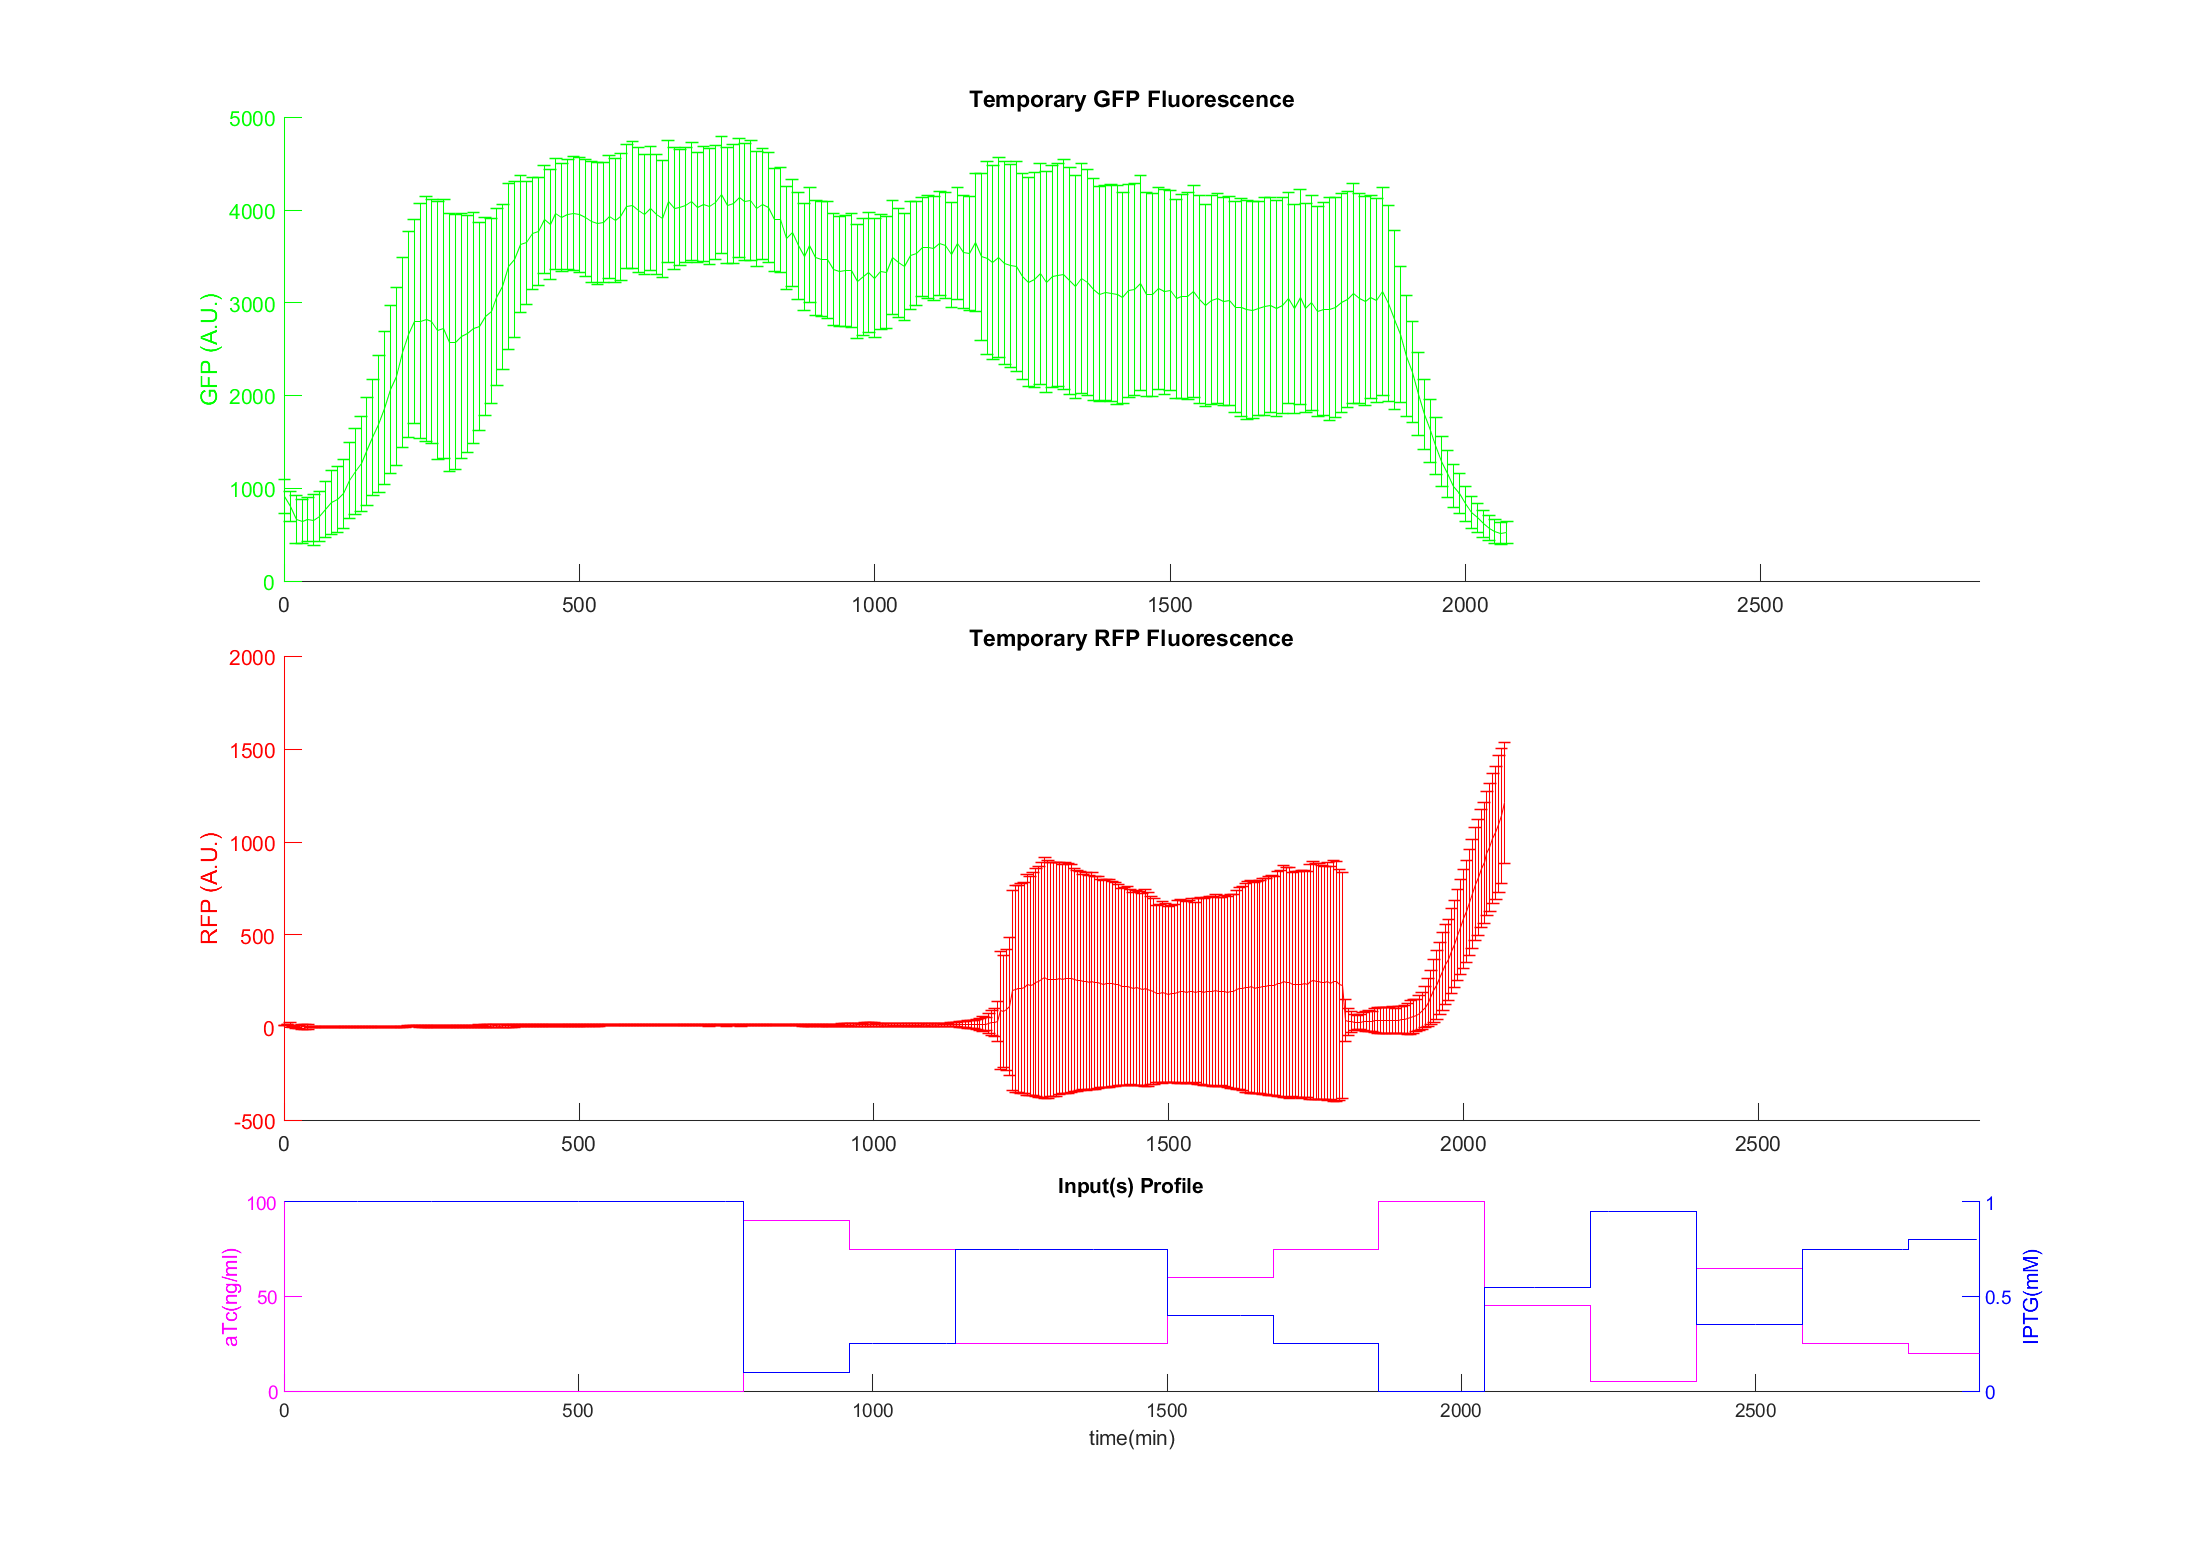 Temporary GFP Fluorescence
GFP (A.U.)
5000
4000
3000
2000
1000
0
0 500 1000 1500 2000 2500
Temporary RFP Fluorescence
RFP (A.U.)
2000
1500
1000
500
0
-500
0 500 1000 1500 2000 2500
Input(s) Profile
aTc(ng/ml)
100
50
0
1
0.5
0
IPTG(mM)
0 500 1000 1500 2000 2500
time(min)